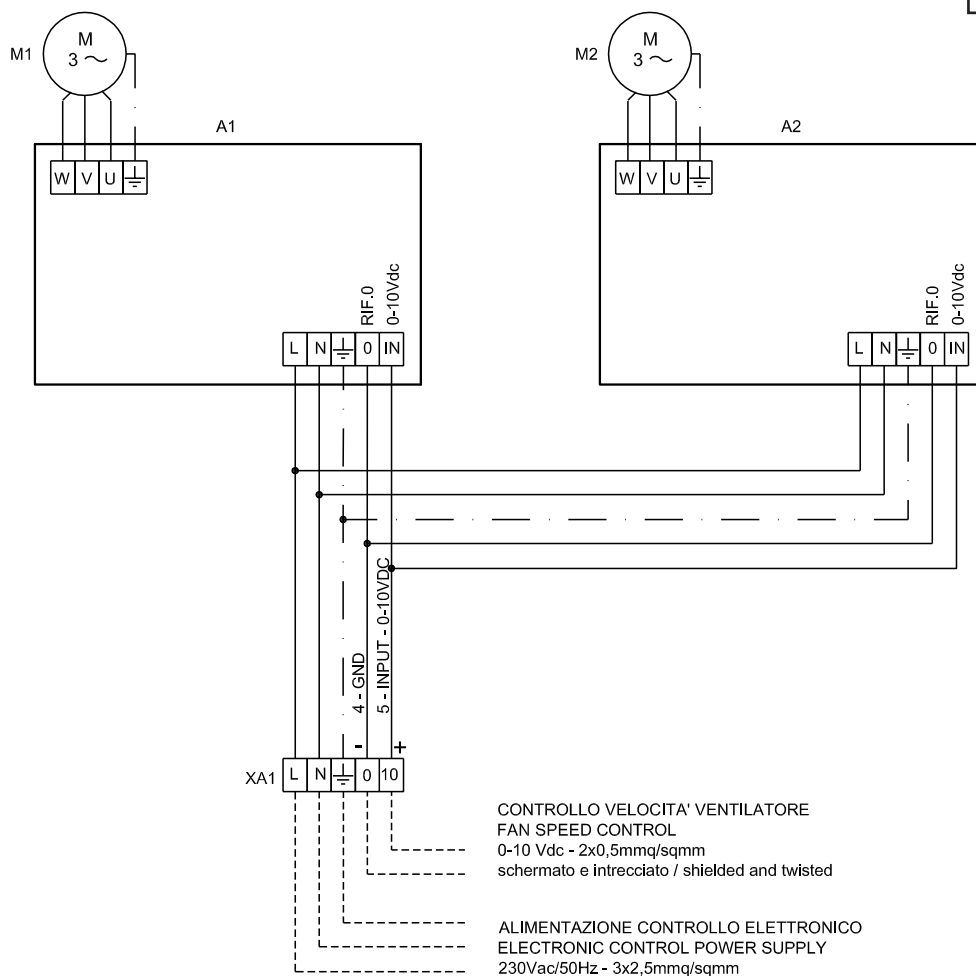 L
M1
M
3 ~
M2
M
3 ~
A1
A2
W V U
W V U
RIF.0
0-10Vdc
RIF.0
0-10Vdc
L N 0 IN
L N 0 IN
4 - GND
5 - INPUT - 0-10VDC
- +
XA1 L N 0 10
CONTROLLO VELOCITA' VENTILATORE
FAN SPEED CONTROL
0-10 Vdc - 2x0,5mmq/sqmm
schermato e intrecciato / shielded and twisted
ALIMENTAZIONE CONTROLLO ELETTRONICO
ELECTRONIC CONTROL POWER SUPPLY
230Vac/50Hz - 3x2,5mmq/sqmm